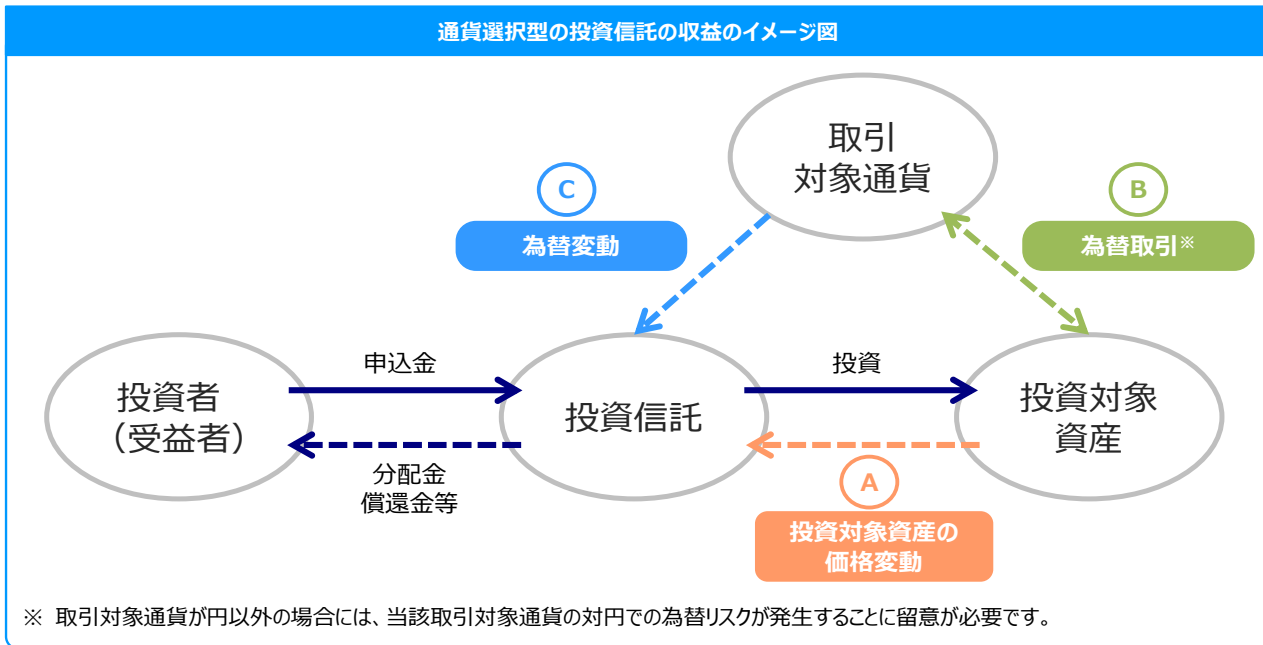 通貨選択型の投資信託の収益のイメージ図
取引
対象通貨
C
為替変動
B
為替取引※
投資者
（受益者）
申込金
分配金
償還金等
投資信託
投資
投資対象
資産
A
投資対象資産の
価格変動
※ 取引対象通貨が円以外の場合には、当該取引対象通貨の対円での為替リスクが発生することに留意が必要です。